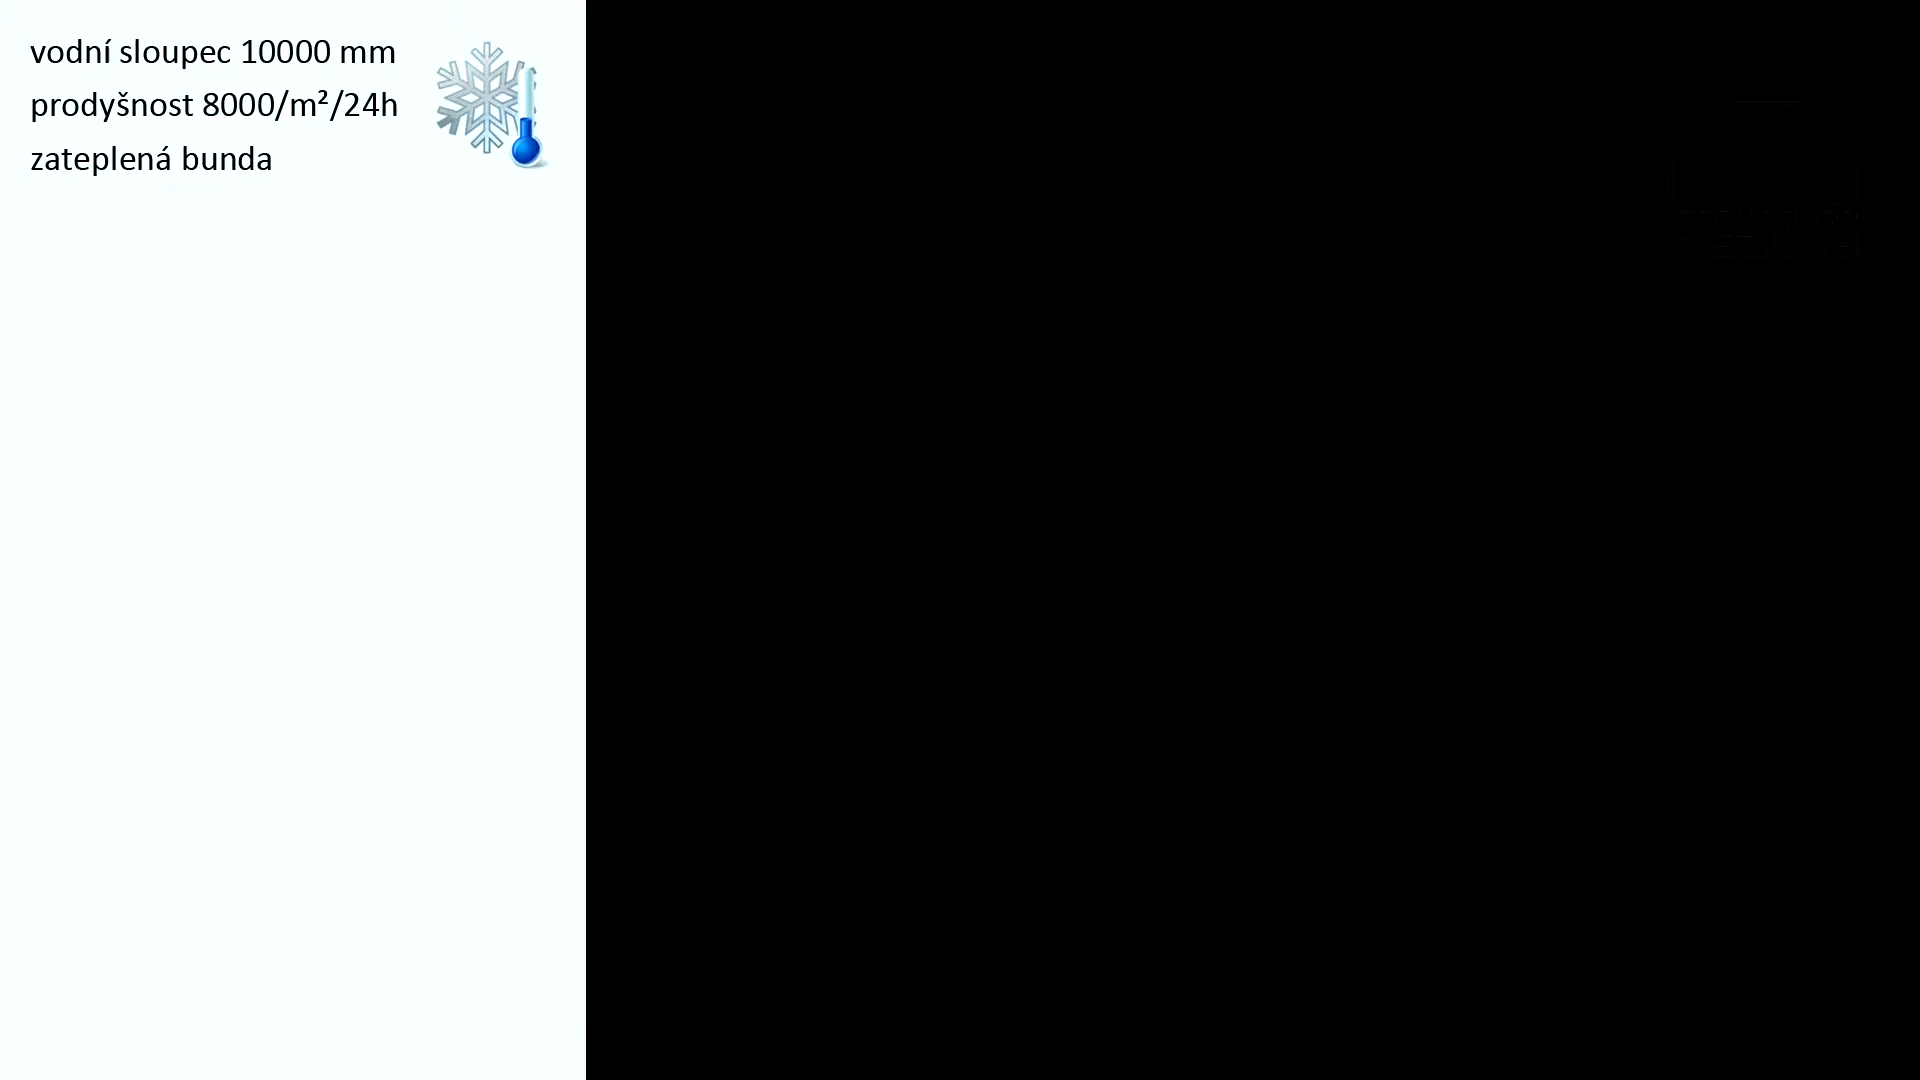 vodní sloupec 10000 mm
prodyšnost 8000/m²/24h
zateplená bunda